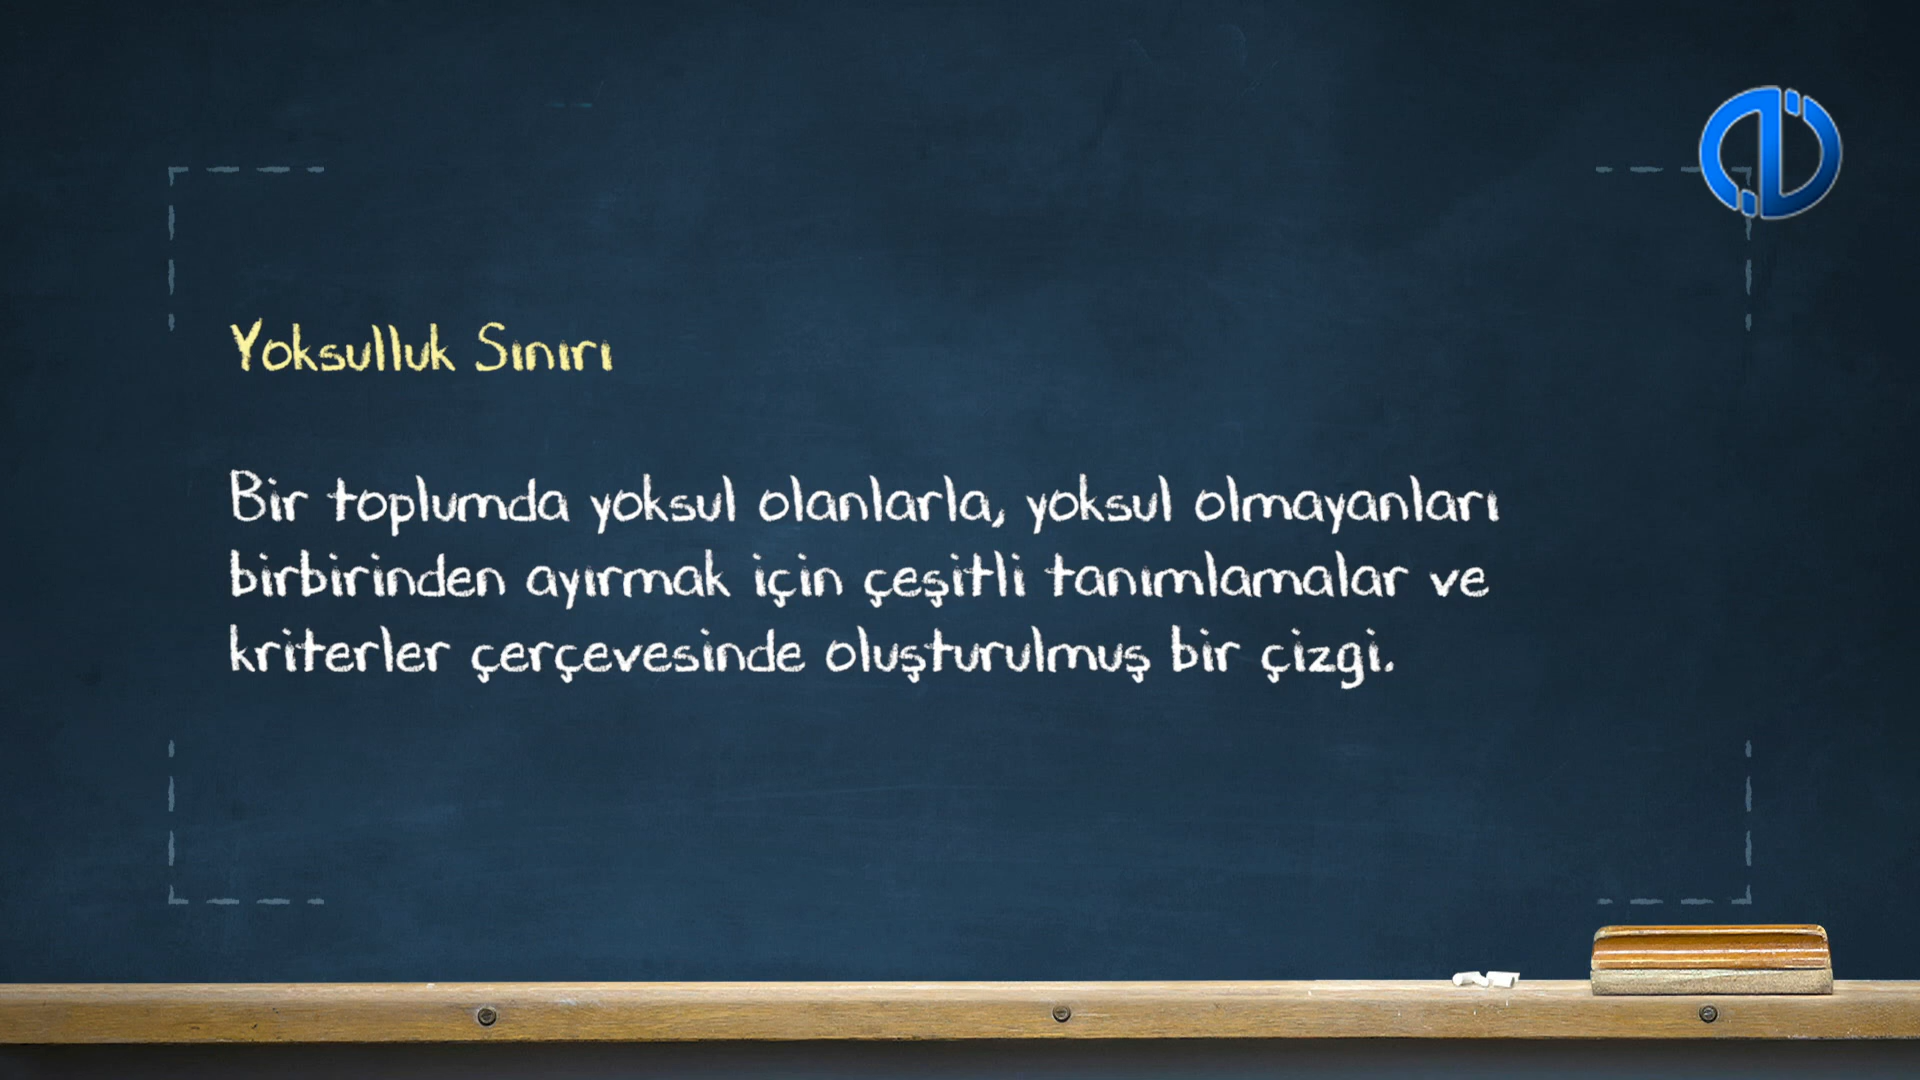 Yoksulluk Sınırı
Bir toplumda yoksul olanlarla, yoksul olmayanları
birbirinden ayırmak için çeşitli tanımlamalar ve
kriterler çerçevesinde oluşturulmuş bir çizgi.